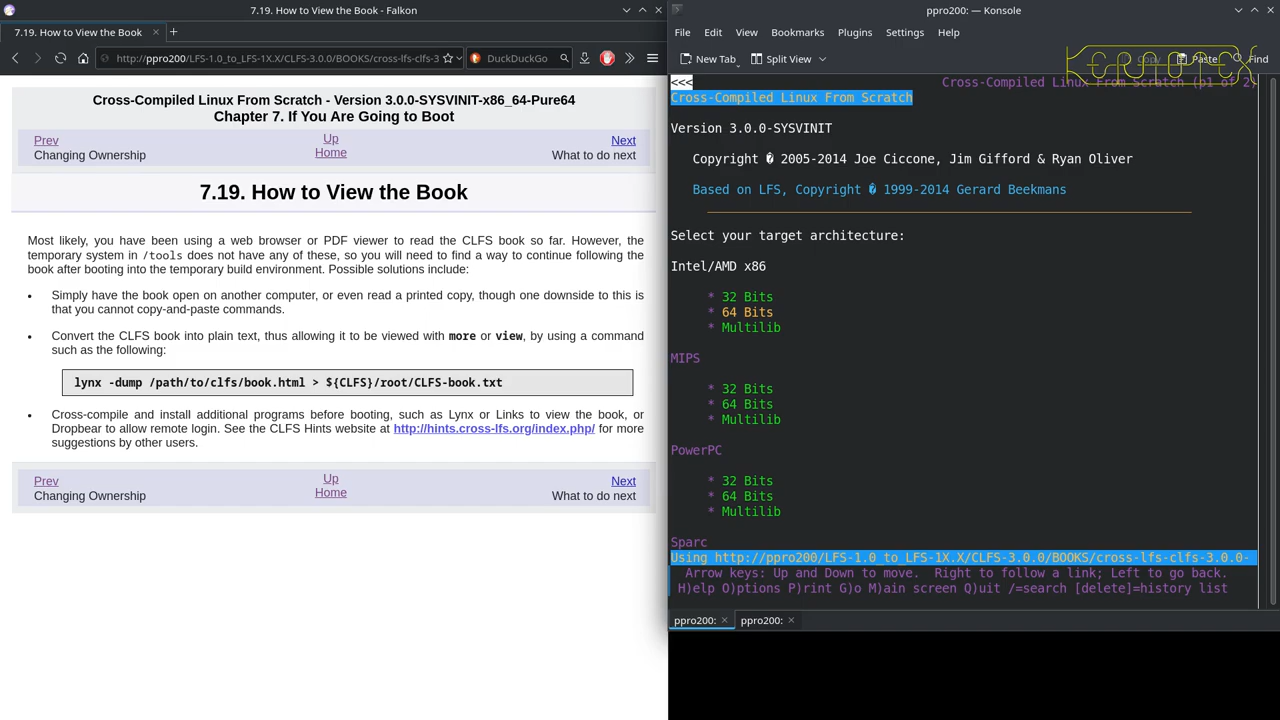 7.19. How to View the Book - Falkon
7.19. How to View the Book
http://ppro200/LFS-1.0_to_LFS-1X.X/CLFS-3.0.0/BOOKS/cross-lfs-clfs-3
DuckDuckGo
Cross-Compiled Linux From Scratch - Version 3.0.0-SYSVINIT-x86_64-Pure64
Chapter 7. If You Are Going to Boot
Prev
Up
Next
Changing Ownership
Home
What to do next
7.19. How to View the Book
Most likely, you have been using a web browser or PDF viewer to read the CLFS book so far. However, the
temporary system in /tools does not have any of these, so you will need to find a way to continue following the
book after booting into the temporary build environment. Possible solutions include:
• Simply have the book open on another computer, or even read a printed copy, though one downside to this is
that you cannot copy-and-paste commands.
• Convert the CLFS book into plain text, thus allowing it to be viewed with more or view, by using a command
such as the following:
lynx -dump /path/to/clfs/book.html > ${CLFS}/root/CLFS-book.txt
• Cross-compile and install additional programs before booting, such as Lynx or Links to view the book, or
Dropbear to allow remote login. See the CLFS Hints website at http://hints.cross-lfs.org/index.php/ for more
suggestions by other users.
Prev
Up
Next
Changing Ownership
Home
What to do next
ppro200: — Konsole
File Edit View Bookmarks Plugins Settings Help
New Tab Split View Copy Paste Find
<<< Cross-Compiled Linux From Scratch (p1 of 2)
Cross-Compiled Linux From Scratch
Version 3.0.0-SYSVINIT
Copyright � 2005-2014 Joe Ciccone, Jim Gifford & Ryan Oliver
Based on LFS, Copyright � 1999-2014 Gerard Beekmans
Select your target architecture:
Intel/AMD x86
* 32 Bits
* 64 Bits
* Multilib
MIPS
* 32 Bits
* 64 Bits
* Multilib
PowerPC
* 32 Bits
* 64 Bits
* Multilib
Sparc
Using http://ppro200/LFS-1.0_to_LFS-1X.X/CLFS-3.0.0/BOOKS/cross-lfs-clfs-3.0.0-
Arrow keys: Up and Down to move. Right to follow a link; Left to go back.
H)elp O)ptions P)rint G)o M)ain screen Q)uit /=search [delete]=history list
ppro200:
ppro200: